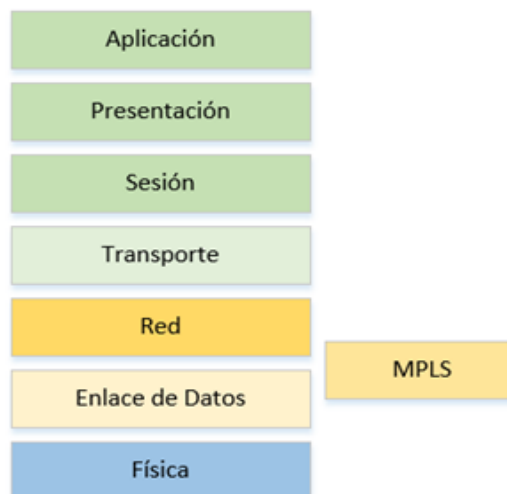 Aplicación
Presentación
Sesión
Transporte
Red
MPLS
Enlace de Datos
Física